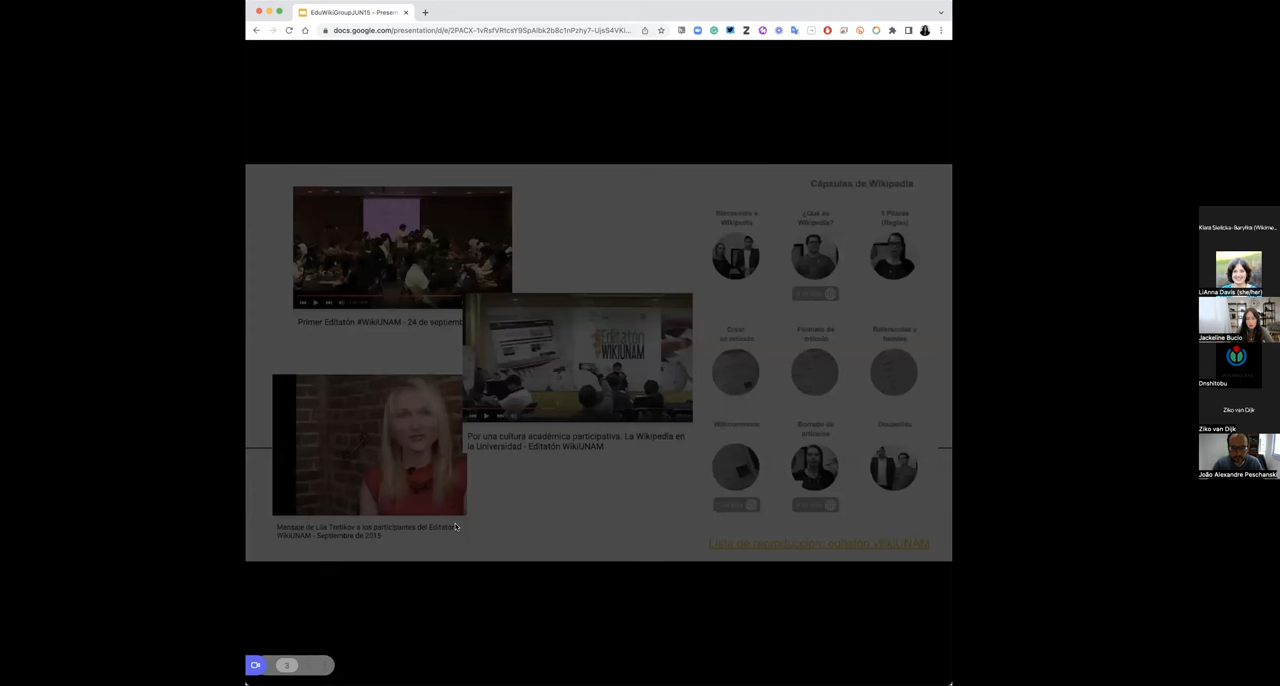 EduWikiGroupJUN15 - Presen
docs.google.com/presentation/d/e/2PACX-1vRsfVRtcsY9SpAlbk2b8c1nPzhy7-UjsS4VKi...
Primer Editatón #WikiUNAM - 24 de septiemb
Editatón
WIKIUNAM
Por una cultura académica participativa. La Wikipedia en
la Universidad - Editatón WikiUNAM
Mensaje de Lila Tretikov a los participantes del Editatón
WikiUNAM - Septiembre de 2015
Cápsulas de Wikipedia
Bienvenida a
Wikipedia
¿Qué es
Wikipedia?
5 Pilares
(Reglas)
Crear
un artículo
Formato de
artículo
Referencias y
fuentes
Wikicommons
Borrado de
artículos
Despedida
Lista de reproducción: editatón WikiUNAM
3
Klara Sielicka-Baryłka (Wikime...
LiAnna Davis (she/her)
Jackeline Bucio
Dnshitobu
Ziko van Dijk
Ziko van Dijk
João Alexandre Peschanski